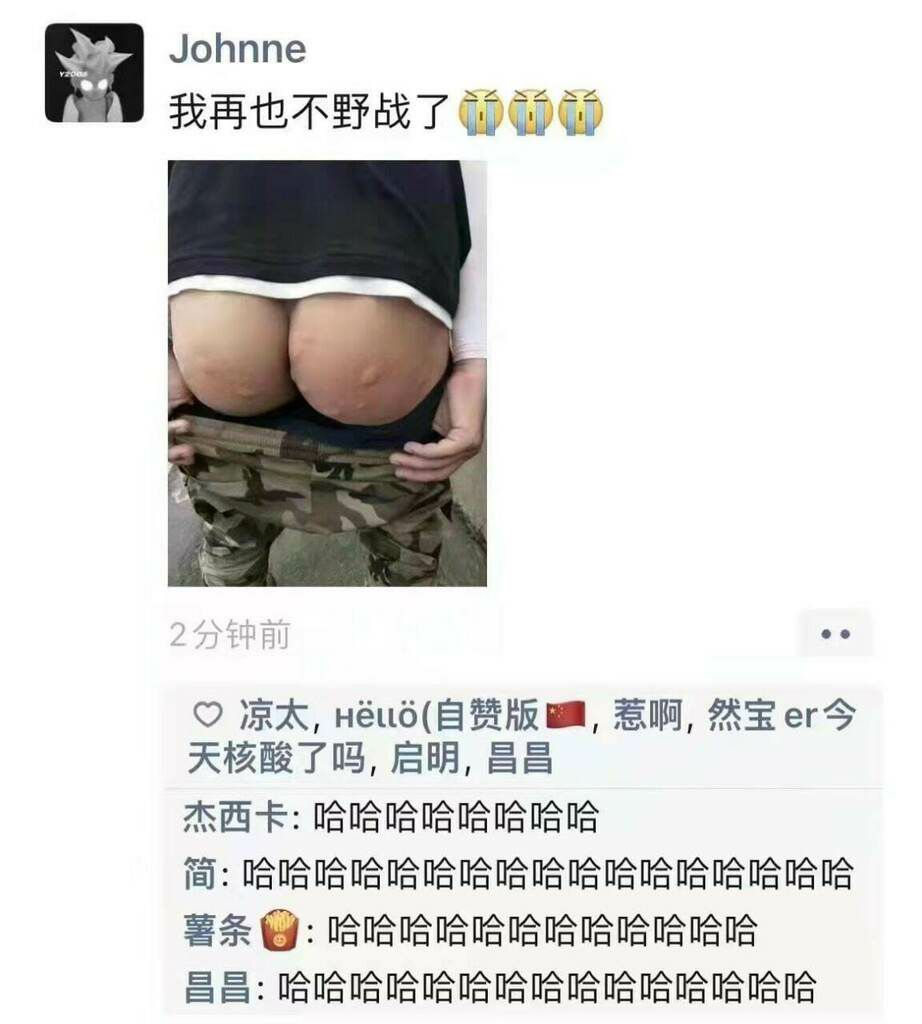 Y2003
Johnne
我再也不野战了😭😭😭
2分钟前
♡ 凉太, нёιιö(自赞版🇨🇳, 惹啊, 然宝er今
天核酸了吗, 启明, 昌昌
杰西卡: 哈哈哈哈哈哈哈哈
简: 哈哈哈哈哈哈哈哈哈哈哈哈哈哈哈哈哈
薯条🍟: 哈哈哈哈哈哈哈哈哈哈哈哈
昌昌: 哈哈哈哈哈哈哈哈哈哈哈哈哈哈哈